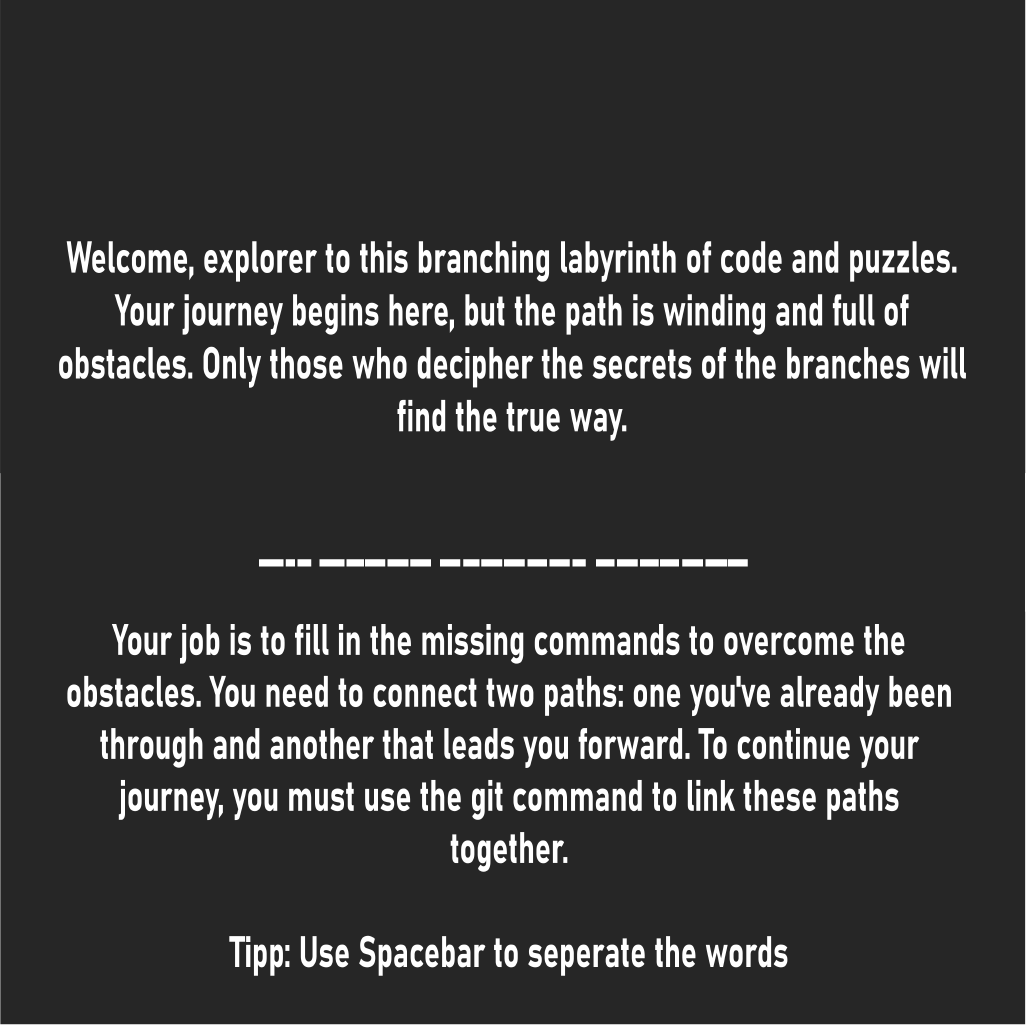 Welcome, explorer to this branching labyrinth of code and puzzles.
Your journey begins here, but the path is winding and full of
obstacles. Only those who decipher the secrets of the branches will
find the true way.
___ _____ _______ _______
Your job is to fill in the missing commands to overcome the
obstacles. You need to connect two paths: one you've already been
through and another that leads you forward. To continue your
journey, you must use the git command to link these paths
together.
Tipp: Use Spacebar to seperate the words